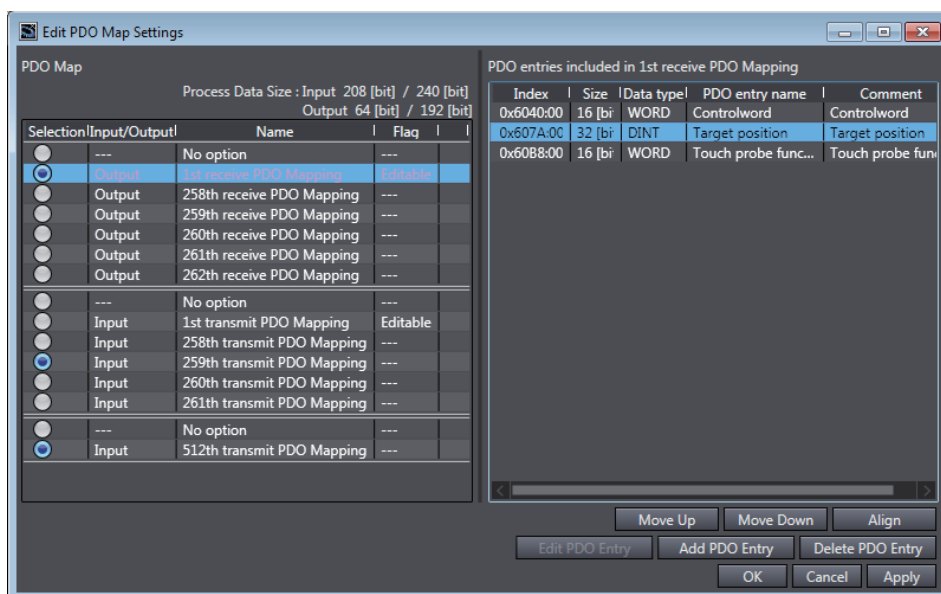 Edit PDO Map Settings
PDO Map
Process Data Size : Input 208 [bit] / 240 [bit]
Output 64 [bit] / 192 [bit]
Selection Input/Output Name Flag
--- No option ---
Output 1st receive PDO Mapping Editable
Output 258th receive PDO Mapping ---
Output 259th receive PDO Mapping ---
Output 260th receive PDO Mapping ---
Output 261th receive PDO Mapping ---
Output 262th receive PDO Mapping ---
--- No option ---
Input 1st transmit PDO Mapping Editable
Input 258th transmit PDO Mapping ---
Input 259th transmit PDO Mapping ---
Input 260th transmit PDO Mapping ---
Input 261th transmit PDO Mapping ---
--- No option ---
Input 512th transmit PDO Mapping ---
PDO entries included in 1st receive PDO Mapping
Index Size Data type PDO entry name Comment
0x6040:00 16 [bi WORD Controlword Controlword
0x607A:00 32 [bi DINT Target position Target position
0x60B8:00 16 [bi WORD Touch probe func... Touch probe fun
Move Up Move Down Align
Edit PDO Entry Add PDO Entry Delete PDO Entry
OK Cancel Apply